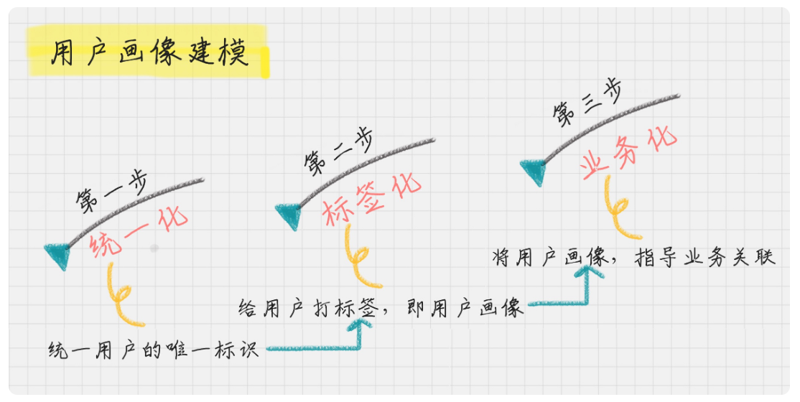 用户画像建模
第一步
统一化
统一用户的唯一标识
第二步
标签化
给用户打标签，即用户画像
第三步
业务化
将用户画像，指导业务关联